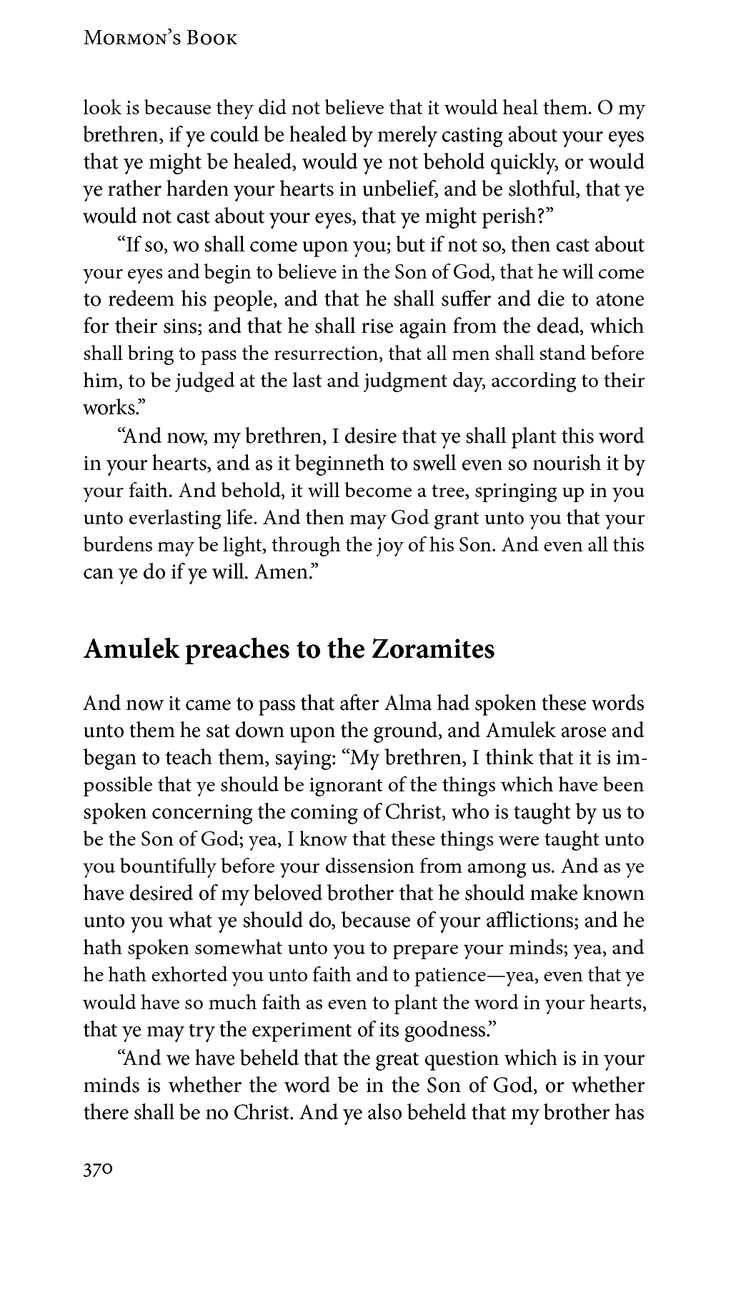 Mormon's Book
look is because they did not believe that it would heal them. O my
brethren, if ye could be healed by merely casting about your eyes
that ye might be healed, would ye not behold quickly, or would
ye rather harden your hearts in unbelief, and be slothful, that ye
would not cast about your eyes, that ye might perish?”
“If so, wo shall come upon you; but if not so, then cast about
your eyes and begin to believe in the Son of God, that he will come
to redeem his people, and that he shall suffer and die to atone
for their sins; and that he shall rise again from the dead, which
shall bring to pass the resurrection, that all men shall stand before
him, to be judged at the last and judgment day, according to their
works.”
“And now, my brethren, I desire that ye shall plant this word
in your hearts, and as it beginneth to swell even so nourish it by
your faith. And behold, it will become a tree, springing up in you
unto everlasting life. And then may God grant unto you that your
burdens may be light, through the joy of his Son. And even all this
can ye do if ye will. Amen.”
Amulek preaches to the Zoramites
And now it came to pass that after Alma had spoken these words
unto them he sat down upon the ground, and Amulek arose and
began to teach them, saying: “My brethren, I think that it is im-
possible that ye should be ignorant of the things which have been
spoken concerning the coming of Christ, who is taught by us to
be the Son of God; yea, I know that these things were taught unto
you bountifully before your dissension from among us. And as ye
have desired of my beloved brother that he should make known
unto you what ye should do, because of your afflictions; and he
hath spoken somewhat unto you to prepare your minds; yea, and
he hath exhorted you unto faith and to patience—yea, even that ye
would have so much faith as even to plant the word in your hearts,
that ye may try the experiment of its goodness.”
“And we have beheld that the great question which is in your
minds is whether the word be in the Son of God, or whether
there shall be no Christ. And ye also beheld that my brother has
370